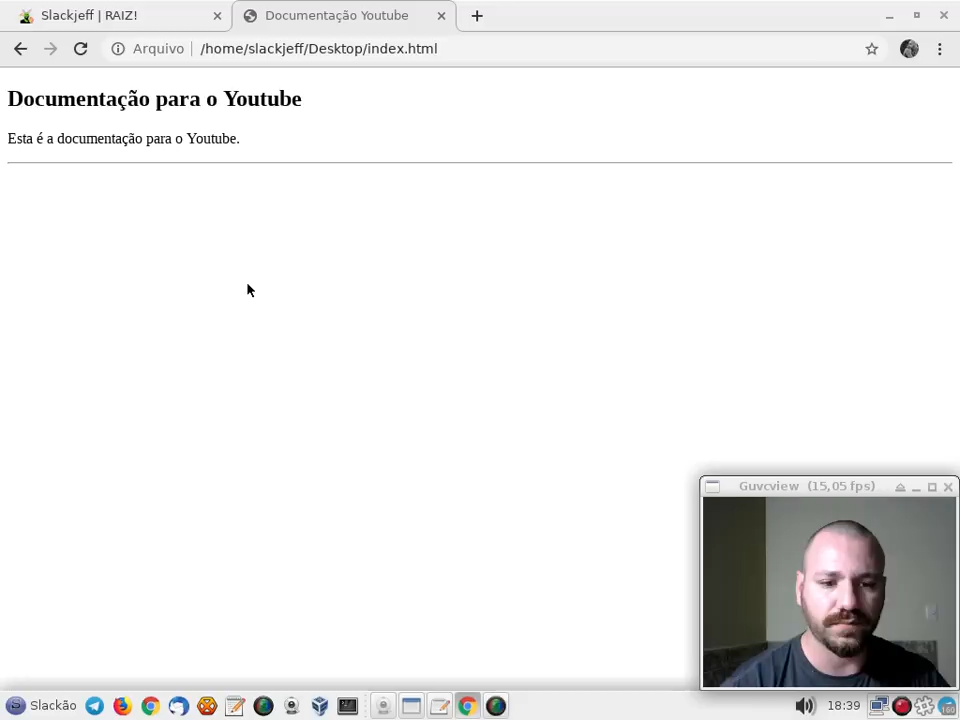 Slackjeff | RAIZ!
Documentação Youtube
Arquivo
/home/slackjeff/Desktop/index.html
Documentação para o Youtube
Esta é a documentação para o Youtube.
Guvcview (15,05 fps)
Slackão
18:39
160